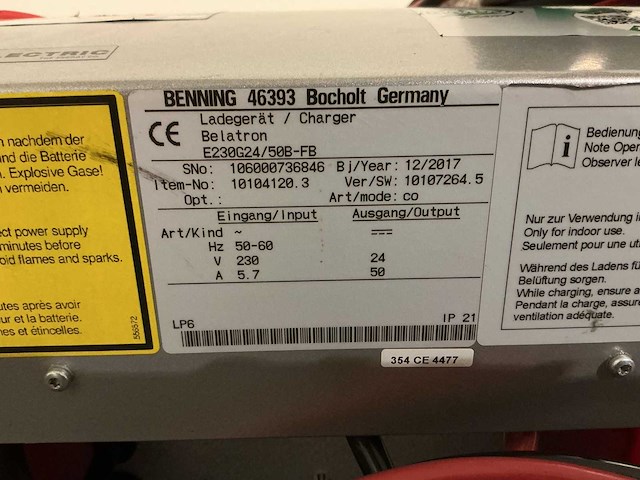 ECTRIC
nachdem der
nd die Batterie
n. Explosive Gase!
n vermeiden.
ect power supply
minutes before
oid flames and sparks.
utes après avoir
ur et la batterie.
nes et étincelles.
556572
BENNING 46393 Bocholt Germany
CE
Ladegerät / Charger
Belatron
E230G24/50B-FB
SNo: 106000736846 Bj/Year: 12/2017
Item-No: 10104120.3 Ver/SW: 10107264.5
Opt.: Art/mode: co
Eingang/Input Ausgang/Output
Art/Kind ~ ⎓
Hz 50-60
V 230 24
A 5.7 50
LP6 IP 21
354 CE 4477
i
Bedienung
Note Oper
Observer le
Nur zur Verwendung i
Only for indoor use.
Seulement pour une uti
Während des Ladens fü
Belüftung sorgen.
While charging, ensure a
Pendant la charge, assure
ventilation adéquate.